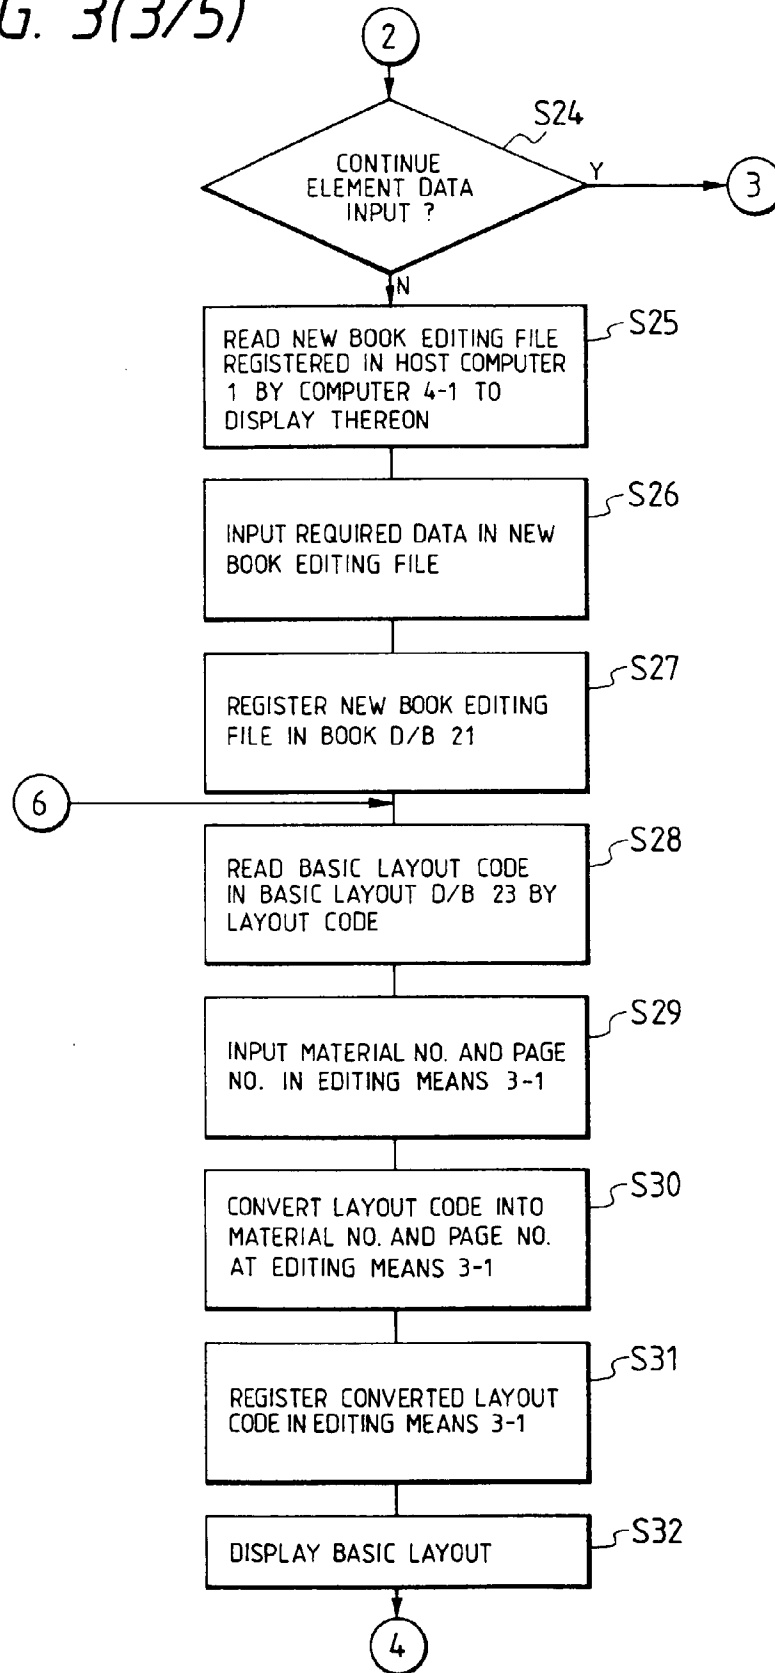 G. 3(3/5)
2
S24
CONTINUE
ELEMENT DATA
INPUT ?
Y
3
N
S25
READ NEW BOOK EDITING FILE
REGISTERED IN HOST COMPUTER
1 BY COMPUTER 4-1 TO
DISPLAY THEREON
S26
INPUT REQUIRED DATA IN NEW
BOOK EDITING FILE
S27
REGISTER NEW BOOK EDITING
FILE IN BOOK D/B 21
6
S28
READ BASIC LAYOUT CODE
IN BASIC LAYOUT D/B 23 BY
LAYOUT CODE
S29
INPUT MATERIAL NO. AND PAGE
NO. IN EDITING MEANS 3-1
S30
CONVERT LAYOUT CODE INTO
MATERIAL NO. AND PAGE NO.
AT EDITING MEANS 3-1
S31
REGISTER CONVERTED LAYOUT
CODE IN EDITING MEANS 3-1
S32
DISPLAY BASIC LAYOUT
4